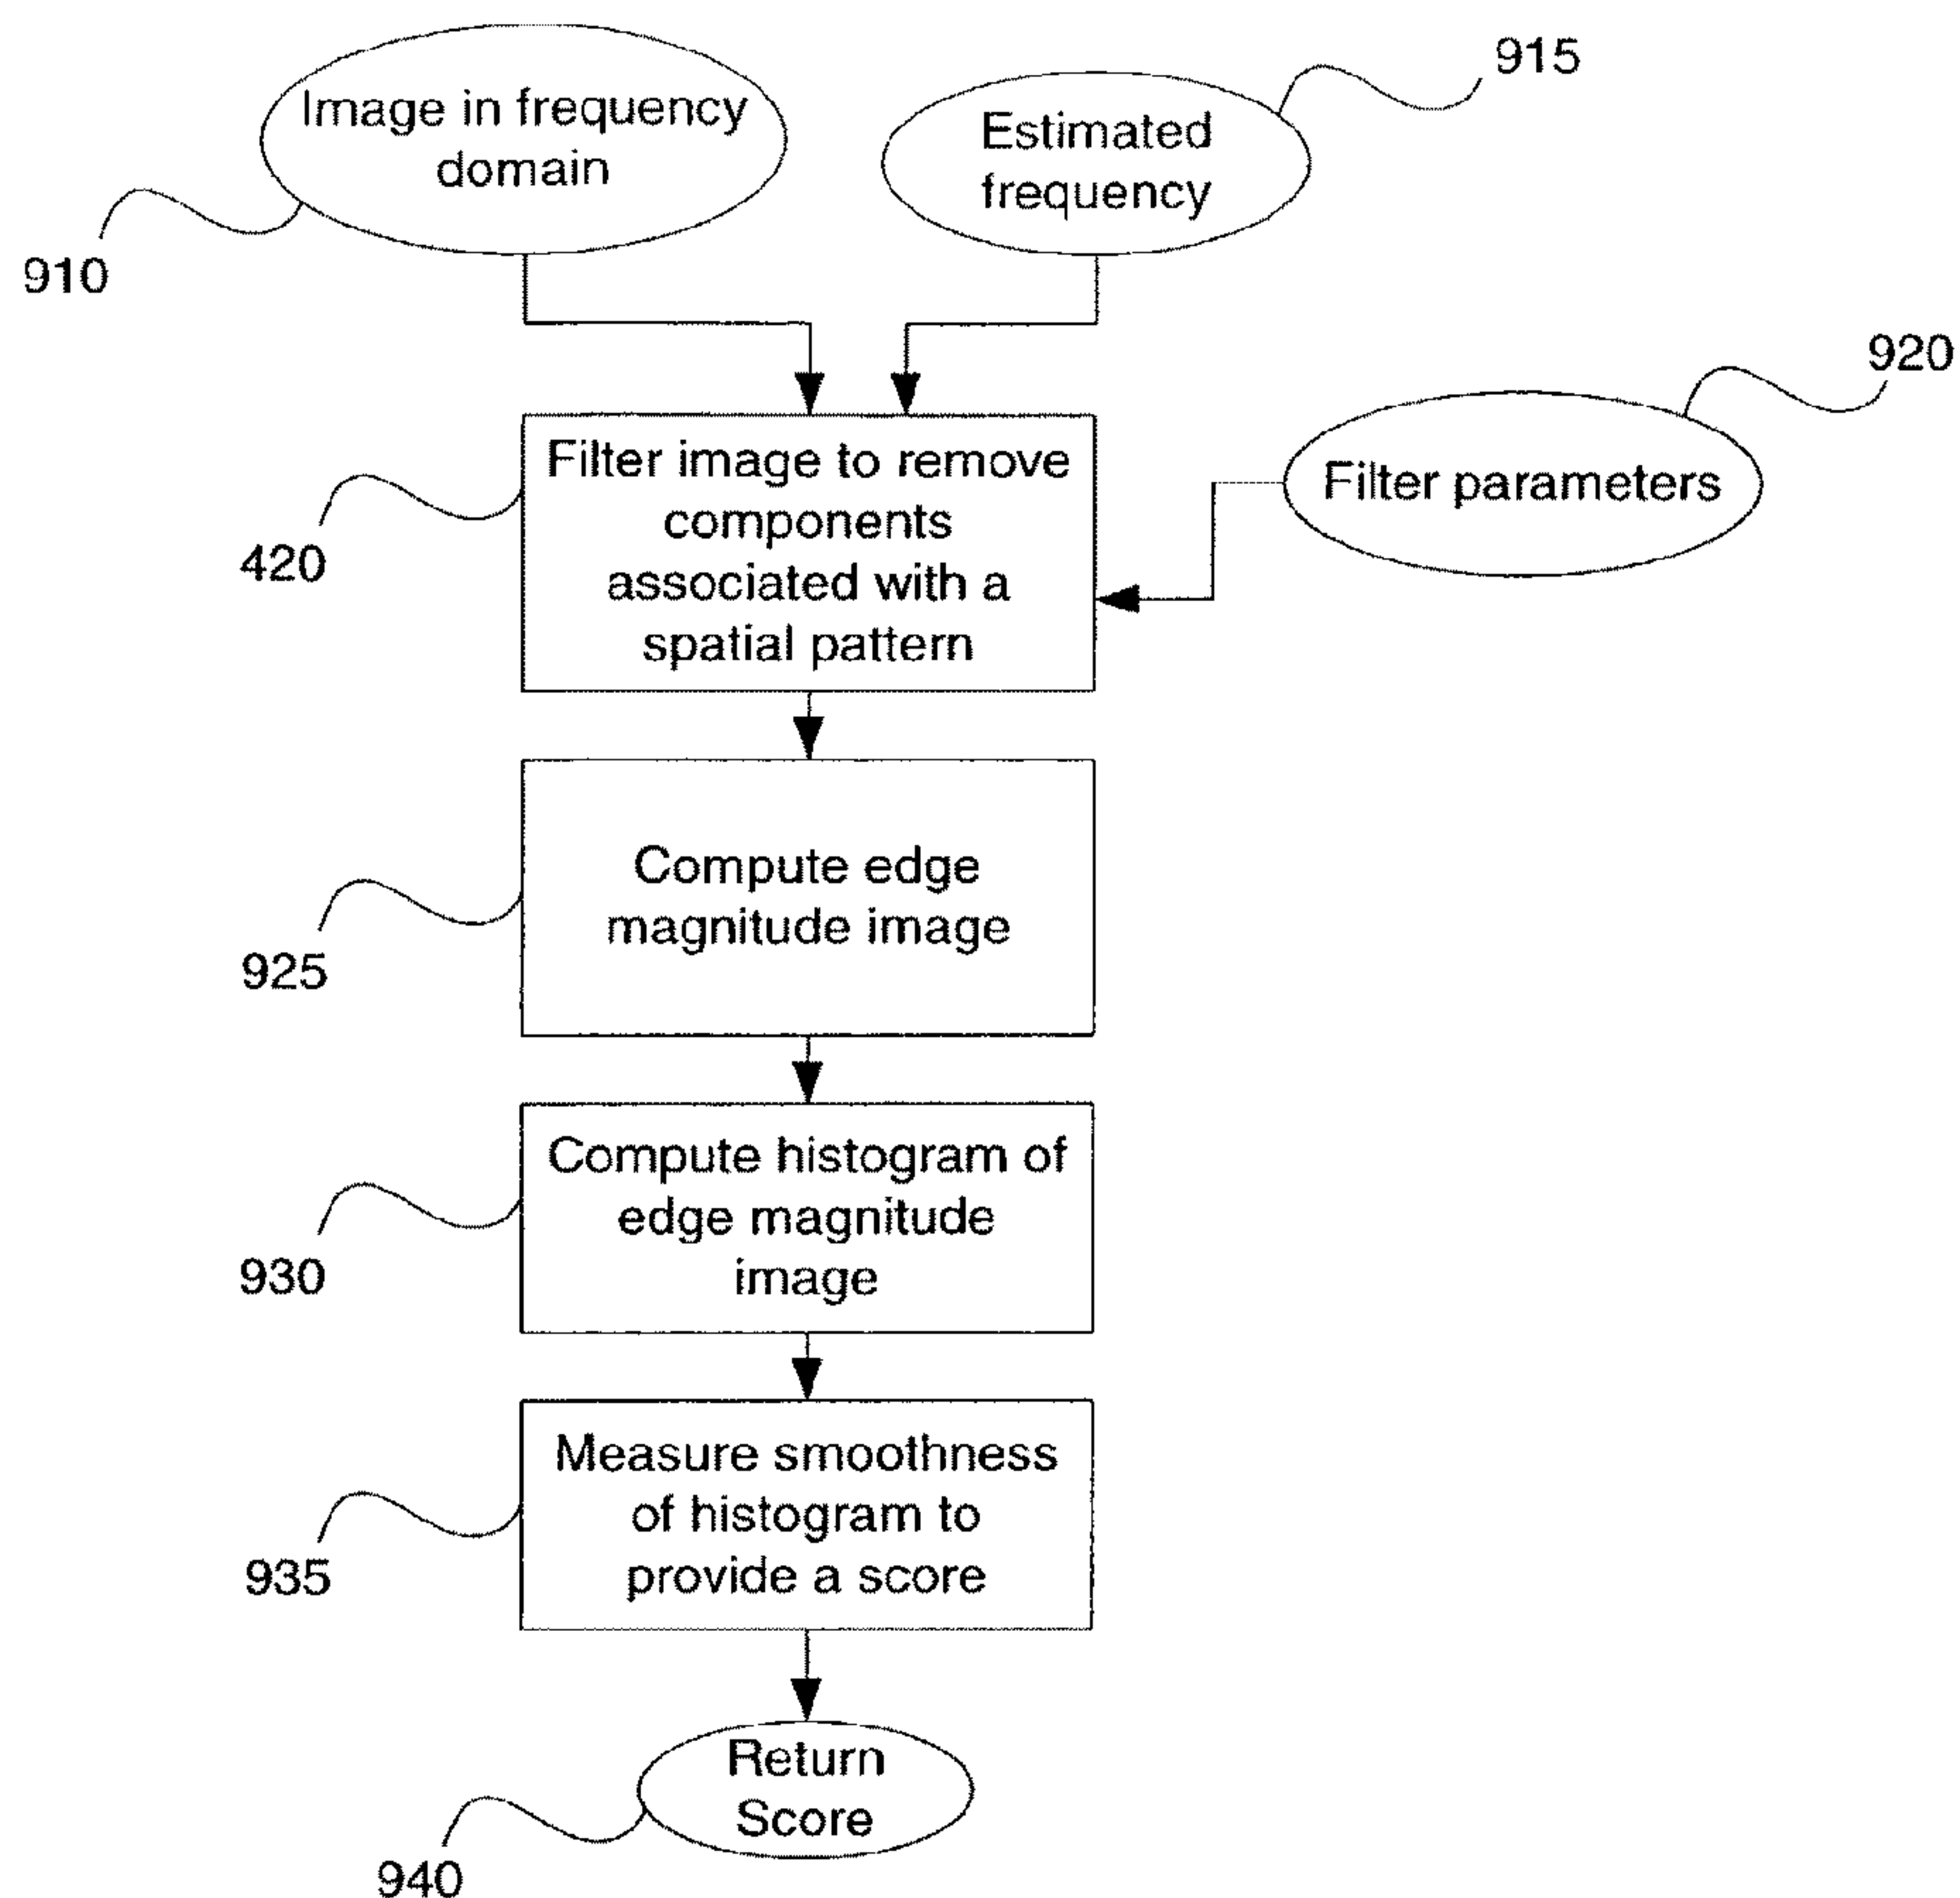 Image in frequency
domain
910
Estimated
frequency
915
920
Filter image to remove
components
associated with a
spatial pattern
420
Filter parameters
Compute edge
magnitude image
925
Compute histogram of
edge magnitude
image
930
Measure smoothness
of histogram to
provide a score
935
Return
Score
940